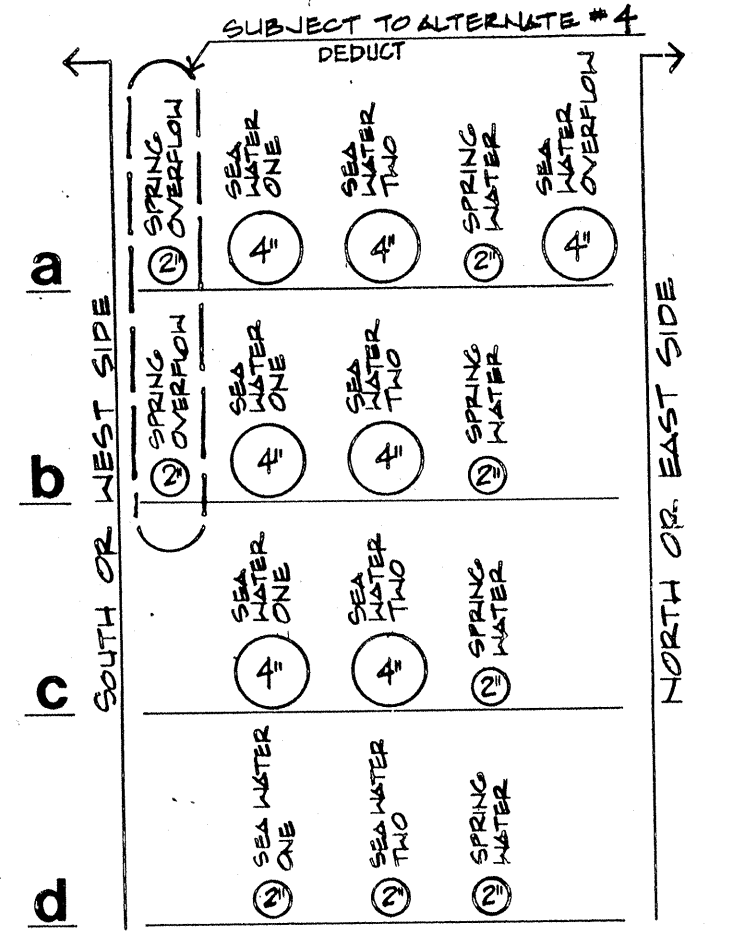 SUBJECT TO ALTERNATE #4
DEDUCT
SOUTH OR WEST SIDE
NORTH OR EAST SIDE
a
SPRING
OVERFLOW
2"
SEA
WATER
ONE
4"
SEA
WATER
TWO
4"
SPRING
WATER
2"
SEA
WATER
OVERFLOW
4"
b
SPRING
OVERFLOW
2"
SEA
WATER
ONE
4"
SEA
WATER
TWO
4"
SPRING
WATER
2"
c
SEA
WATER
ONE
4"
SEA
WATER
TWO
4"
SPRING
WATER
2"
d
SEA WATER
ONE
2"
SEA WATER
TWO
2"
SPRING
WATER
2"